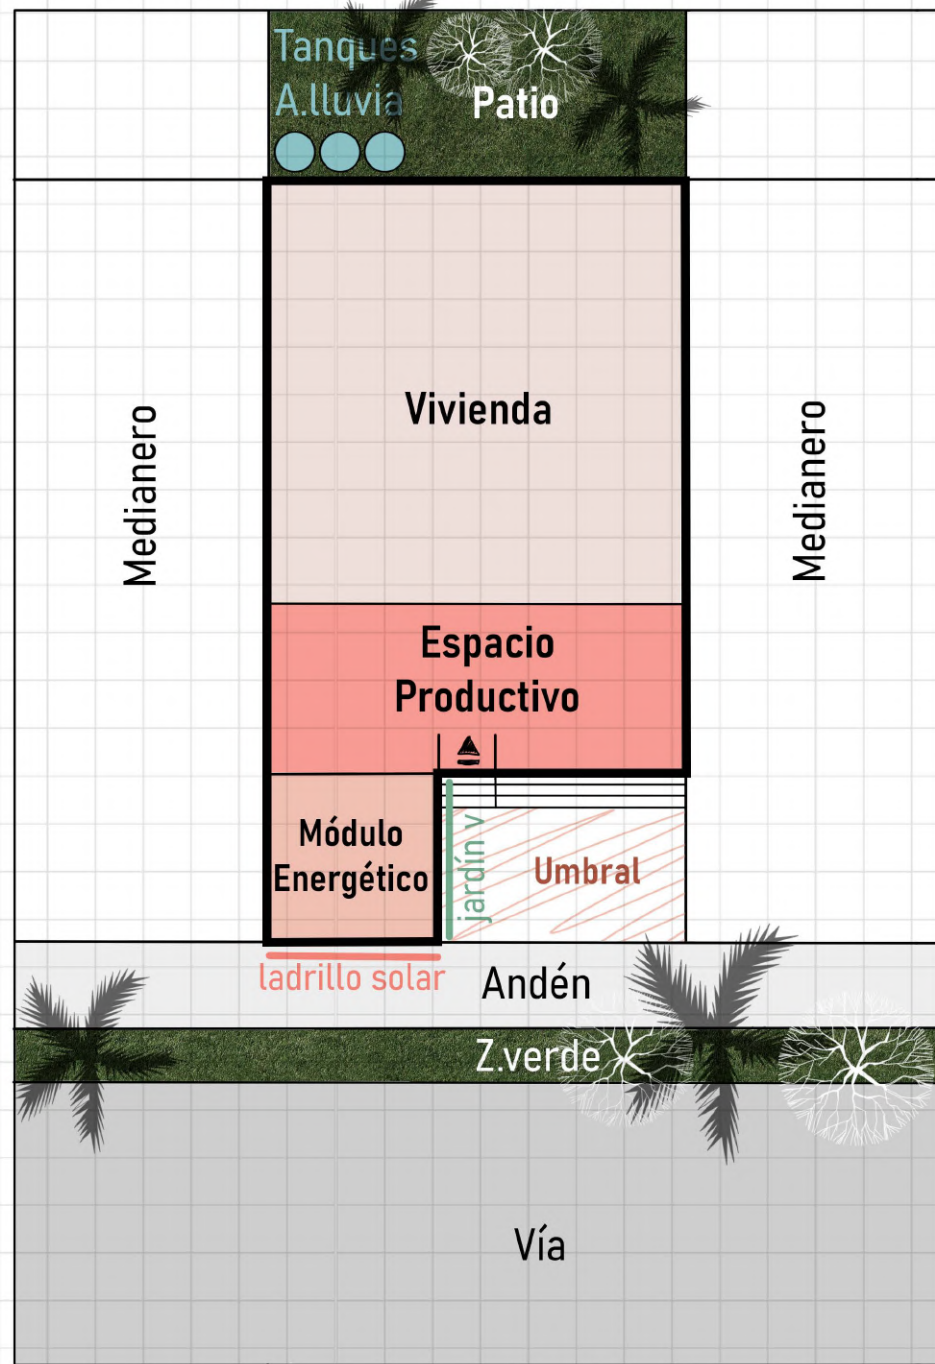 Tanques
A.lluvia
Patio
Vivienda
Medianero
Medianero
Espacio
Productivo
Módulo
Energético
jardín v
Umbral
ladrillo solar
Andén
Z.verde
Vía